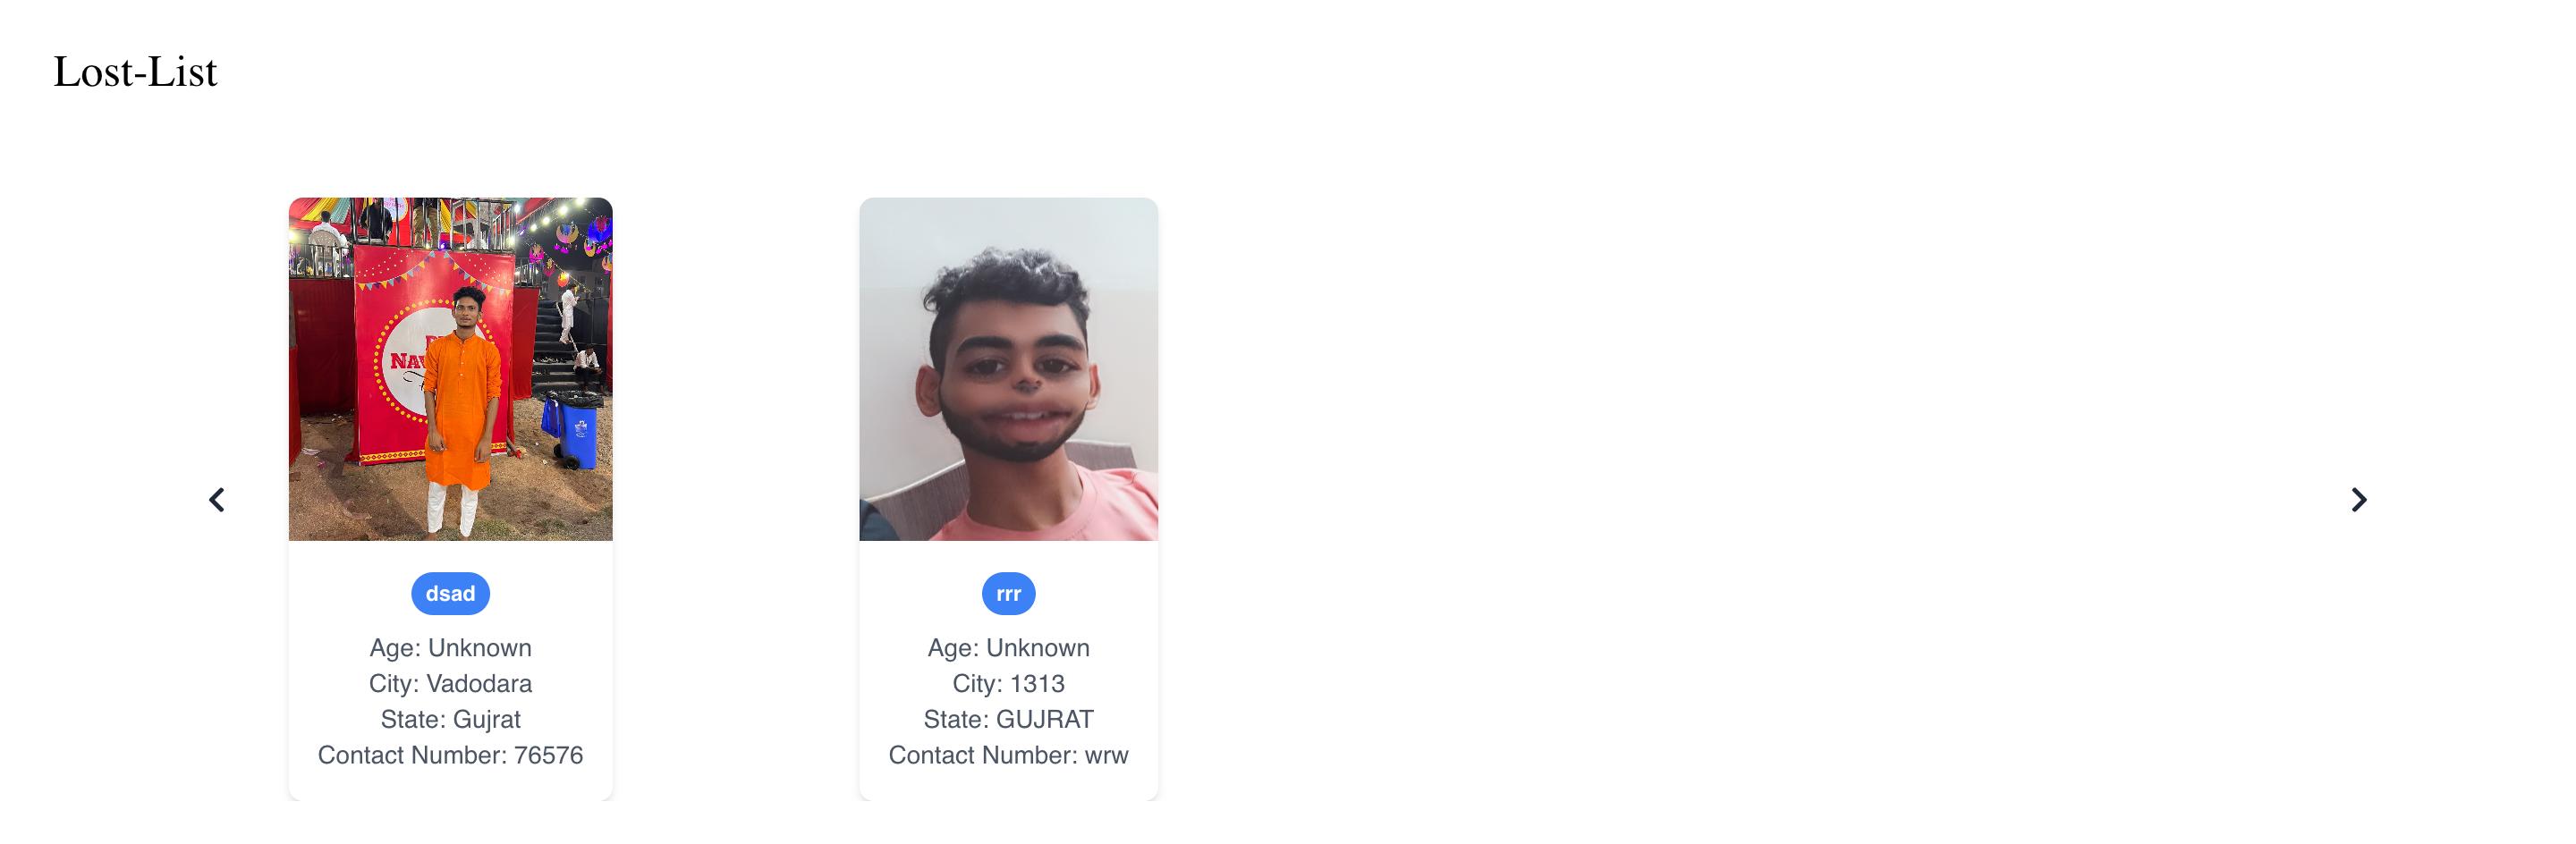 Lost-List
NAV
dsad
Age: Unknown
City: Vadodara
State: Gujrat
Contact Number: 76576
rrr
Age: Unknown
City: 1313
State: GUJRAT
Contact Number: wrw